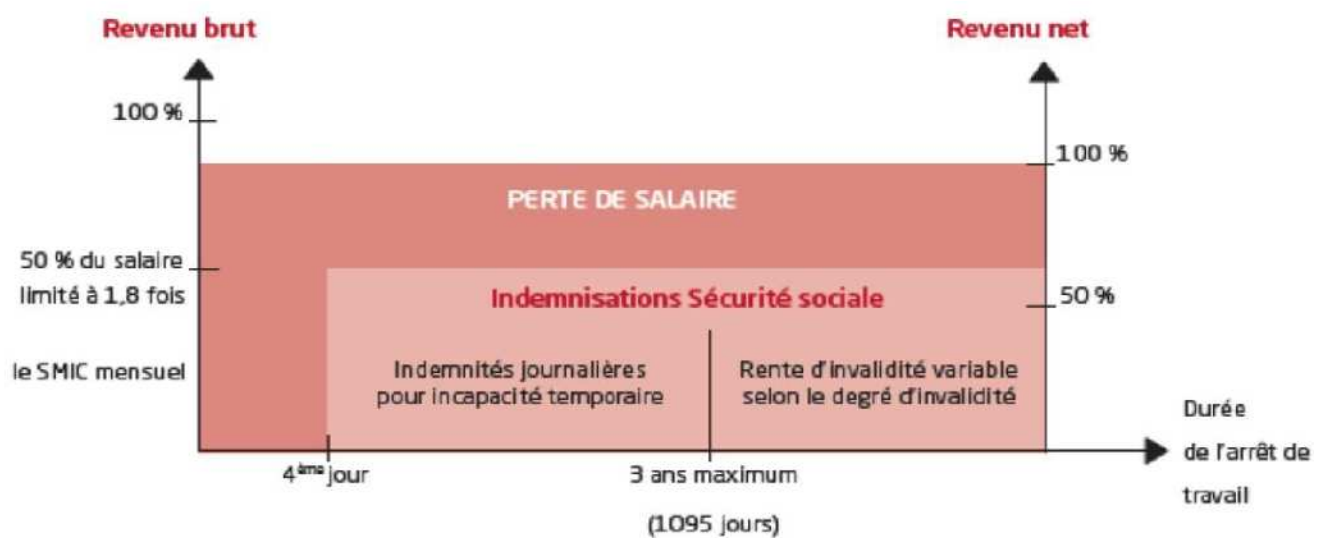 Revenu brut
Revenu net
100 %
100 %
PERTE DE SALAIRE
50 % du salaire
limité à 1,8 fois
le SMIC mensuel
Indemnisations Sécurité sociale
50 %
Indemnités journalières
pour incapacité temporaire
Rente d'invalidité variable
selon le degré d'invalidité
Durée
de l'arrêt de
travail
4ème jour
3 ans maximum
(1095 jours)